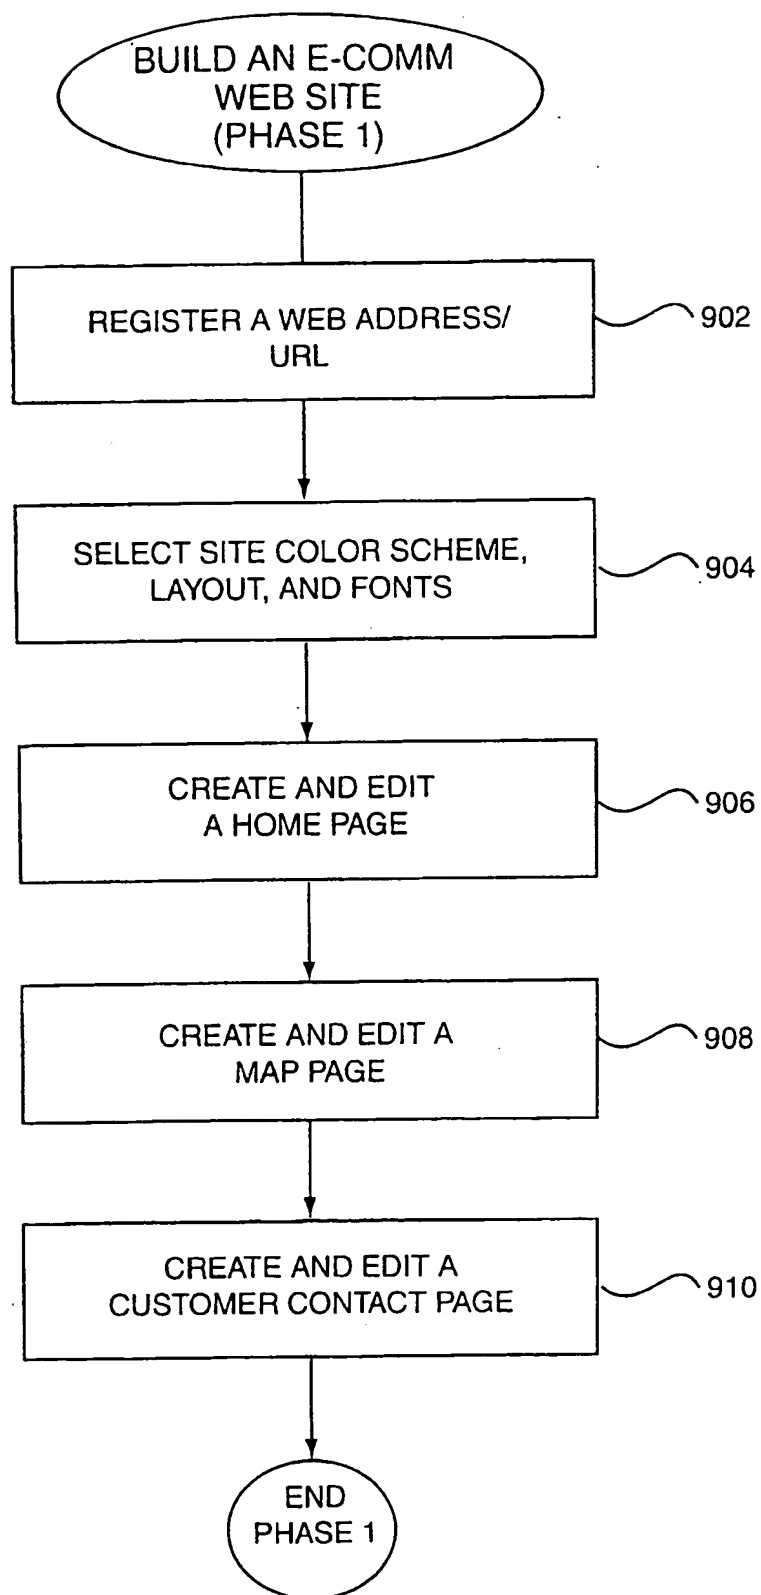 BUILD AN E-COMM
WEB SITE
(PHASE 1)
REGISTER A WEB ADDRESS/
URL
902
SELECT SITE COLOR SCHEME,
LAYOUT, AND FONTS
904
CREATE AND EDIT
A HOME PAGE
906
CREATE AND EDIT A
MAP PAGE
908
CREATE AND EDIT A
CUSTOMER CONTACT PAGE
910
END
PHASE 1